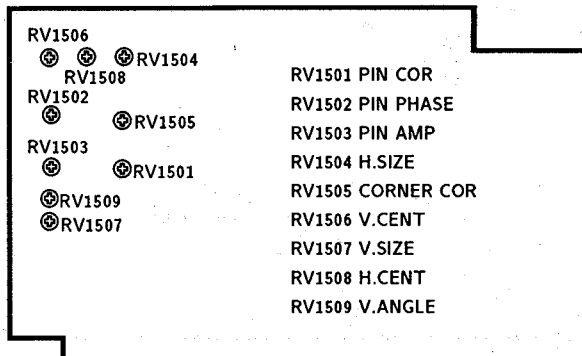 RV1506
RV1504
RV1508
RV1502
RV1505
RV1503
RV1501
RV1509
RV1507
RV1501 PIN COR
RV1502 PIN PHASE
RV1503 PIN AMP
RV1504 H.SIZE
RV1505 CORNER COR
RV1506 V.CENT
RV1507 V.SIZE
RV1508 H.CENT
RV1509 V.ANGLE